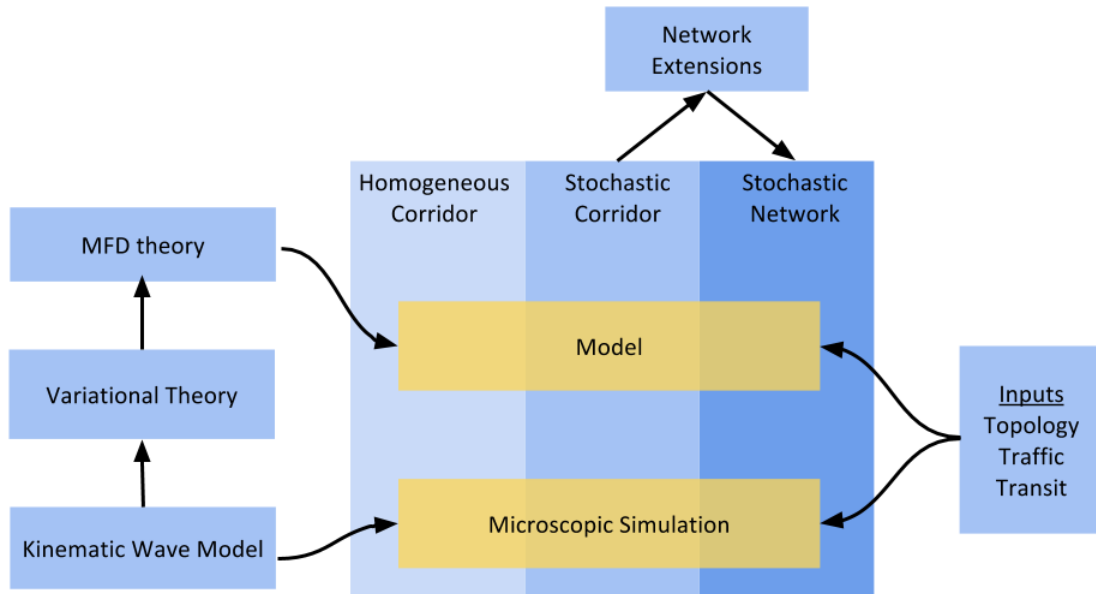 Network
Extensions
Homogeneous
Corridor
Stochastic
Corridor
Stochastic
Network
MFD theory
Model
Variational Theory
Inputs
Topology
Traffic
Transit
Microscopic Simulation
Kinematic Wave Model